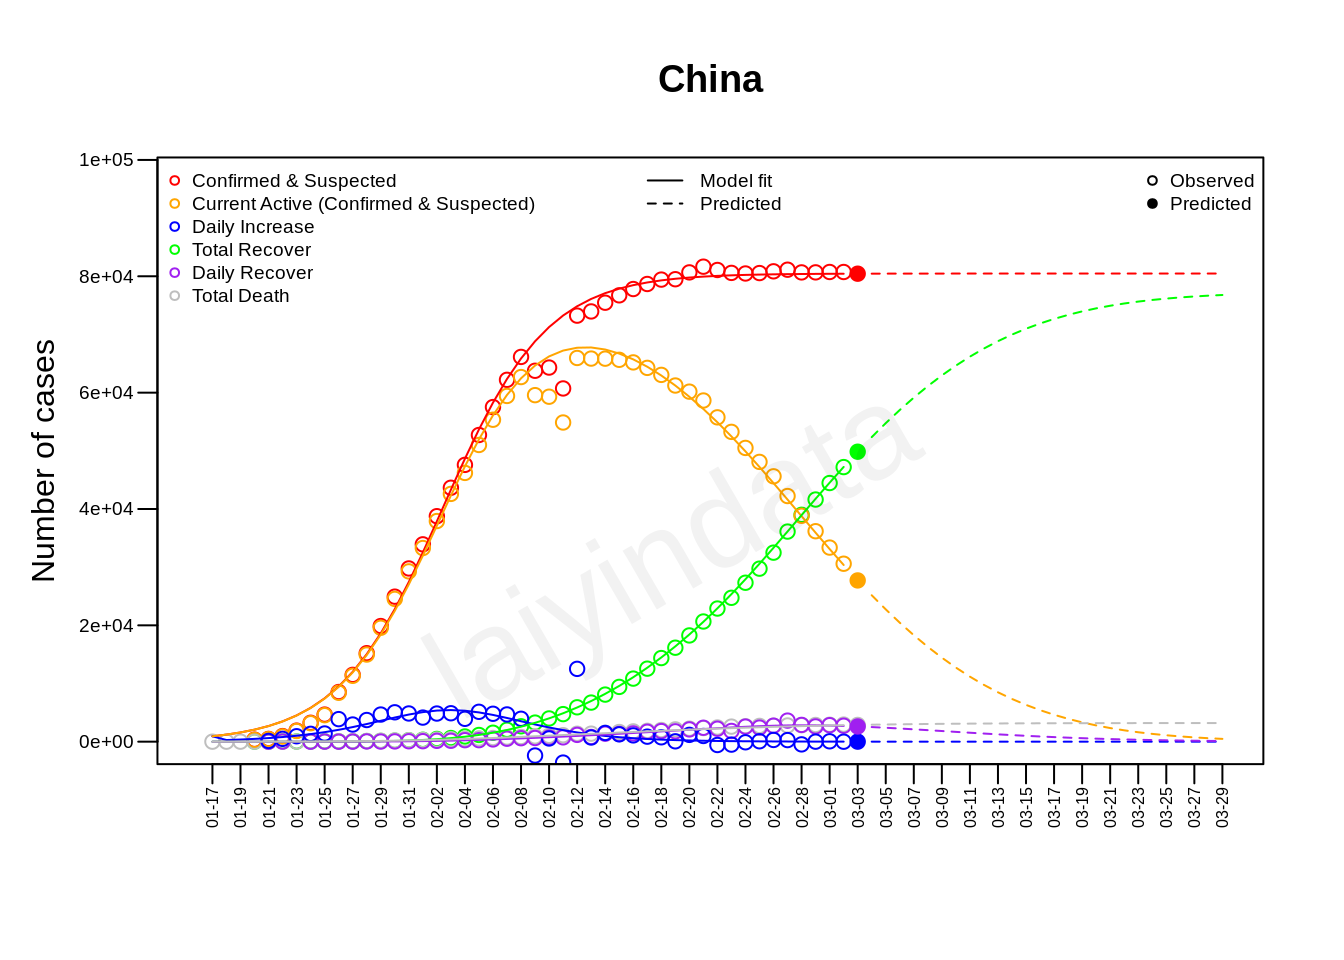 China
1e+05
8e+04
6e+04
4e+04
2e+04
0e+00
Number of cases
Confirmed & Suspected
Current Active (Confirmed & Suspected)
Daily Increase
Total Recover
Daily Recover
Total Death
Model fit
Predicted
Observed
Predicted
laiyindata
01-17
01-19
01-21
01-23
01-25
01-27
01-29
01-31
02-02
02-04
02-06
02-08
02-10
02-12
02-14
02-16
02-18
02-20
02-22
02-24
02-26
02-28
03-01
03-03
03-05
03-07
03-09
03-11
03-13
03-15
03-17
03-19
03-21
03-23
03-25
03-27
03-29